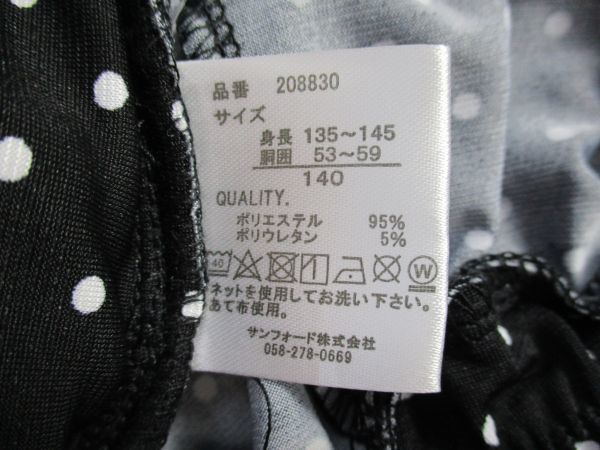 品番 208830
サイズ
身長 135～145
胴囲 53～59
140
QUALITY.
ポリエステル 95%
ポリウレタン 5%
40 W
ネットを使用してお洗い下さい。
あて布使用。
サンフォード株式会社
058-278-0669